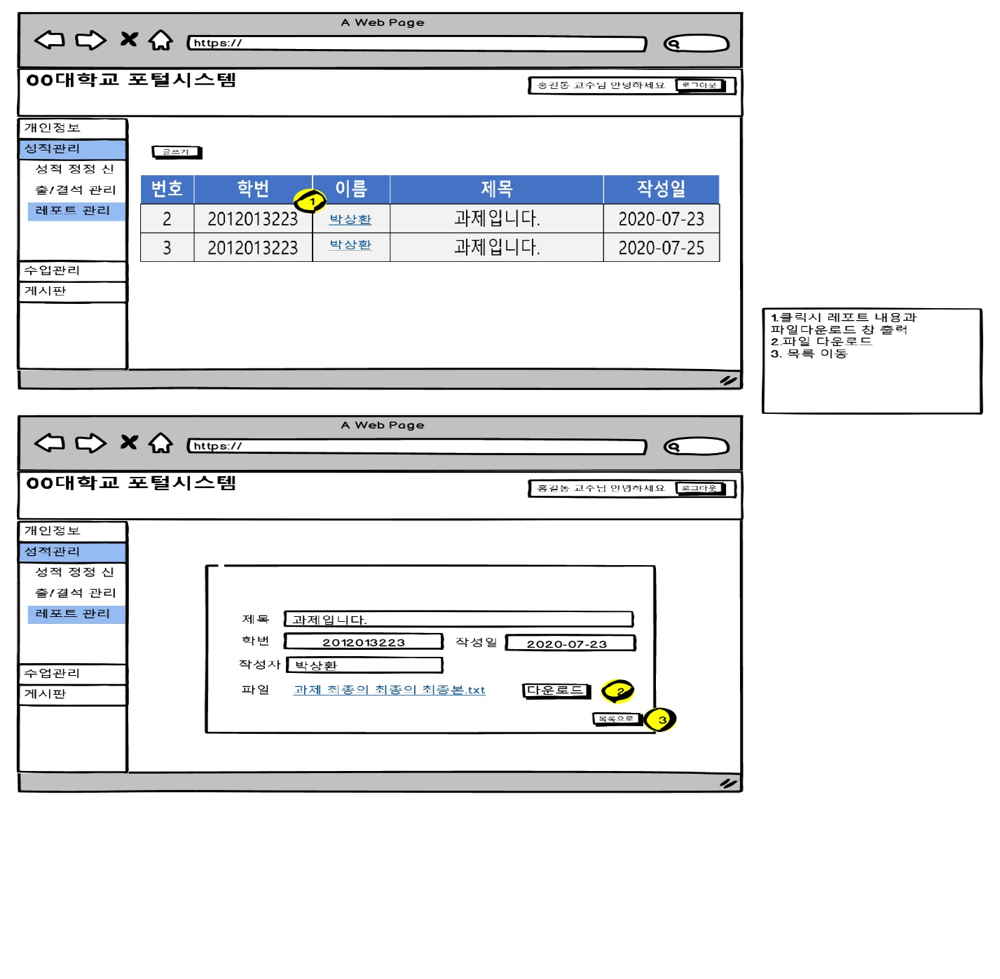 A Web Page
https://
00대학교 포털시스템
홍길동 교수님 안녕하세요 로그아웃
개인정보
성적관리
성적 정정 신
출/결석 관리
레포트 관리
수업관리
게시판
글쓰기
번호 학번 이름 제목 작성일
1
2 2012013223 박상환 과제입니다. 2020-07-23
3 2012013223 박상환 과제입니다. 2020-07-25
1.클릭시 레포트 내용과
파일다운로드 창 출력
2.파일 다운로드
3. 목록 이동
A Web Page
https://
00대학교 포털시스템
홍길동 교수님 안녕하세요 로그아웃
개인정보
성적관리
성적 정정 신
출/결석 관리
레포트 관리
수업관리
게시판
제목 과제입니다.
학번 2012013223 작성일 2020-07-23
작성자 박상환
파일 과제 최종의 최종의 최종본.txt 다운로드 2
목록으로 3